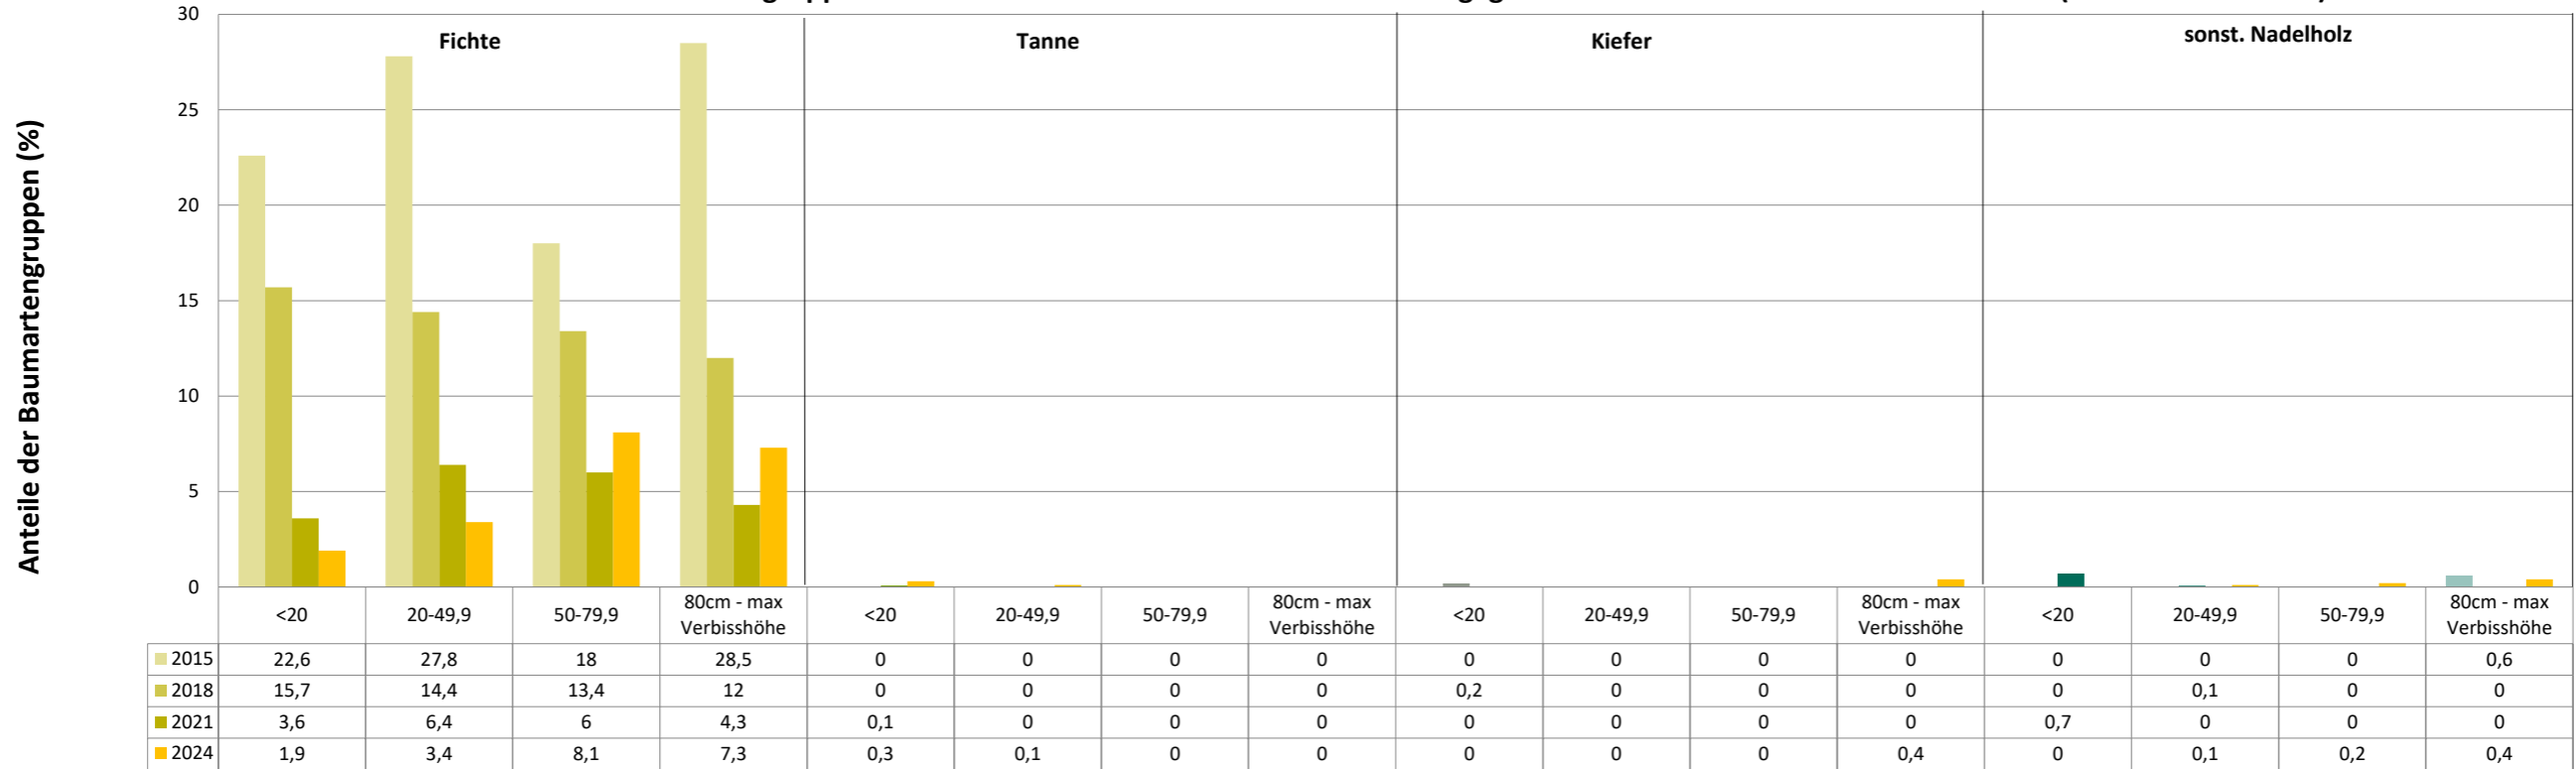 Fichte Tanne Kiefer sonst. Nadelholz
Anteile der Baumartengruppen (%)
30
25
20
15
10
5
0
<20 20-49,9 50-79,9 80cm - max Verbisshöhe <20 20-49,9 50-79,9 80cm - max Verbisshöhe <20 20-49,9 50-79,9 80cm - max Verbisshöhe <20 20-49,9 50-79,9 80cm - max Verbisshöhe
2015 22,6 27,8 18 28,5 0 0 0 0 0 0 0 0 0 0 0 0,6
2018 15,7 14,4 13,4 12 0 0 0 0 0,2 0 0 0 0 0,1 0 0
2021 3,6 6,4 6 4,3 0,1 0 0 0 0 0 0 0 0,7 0 0 0
2024 1,9 3,4 8,1 7,3 0,3 0,1 0 0 0 0 0 0,4 0 0,1 0,2 0,4